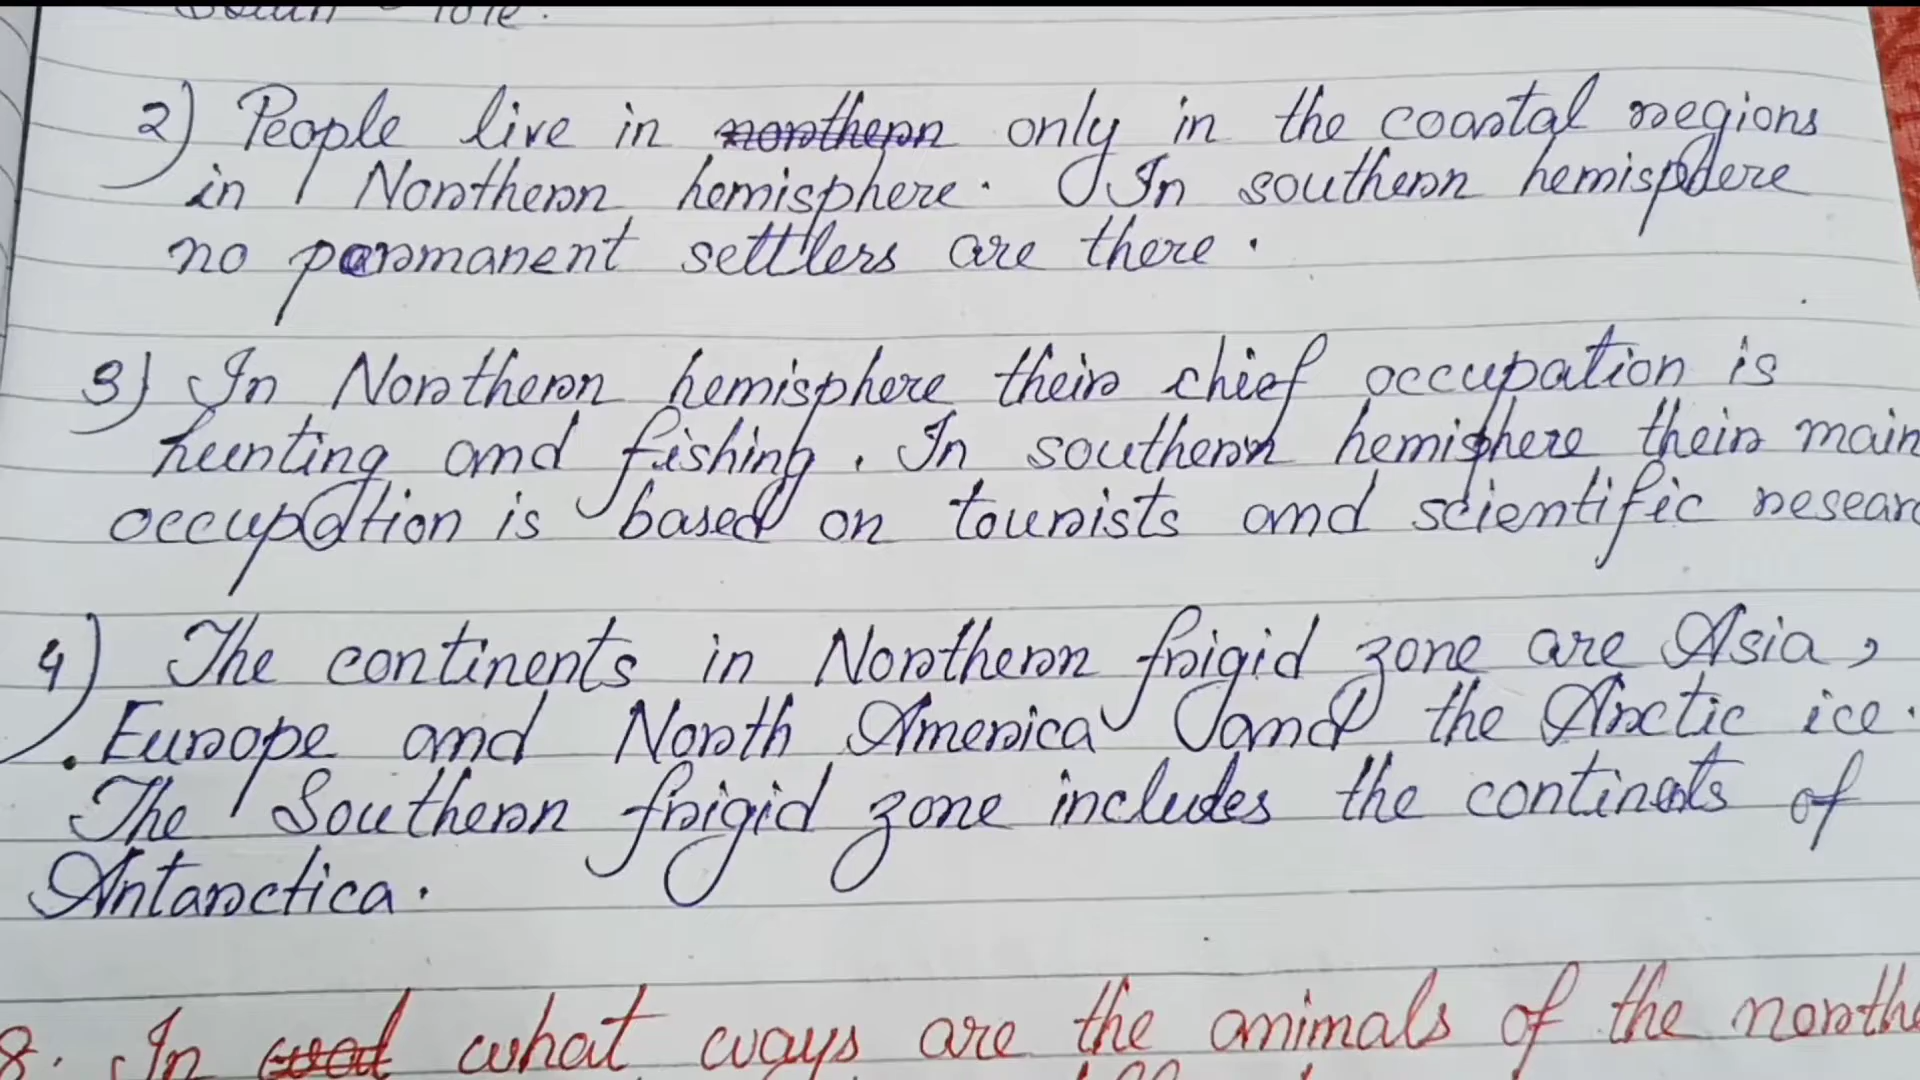 South - Pole.
2) People live in northern only in the coastal regions
in Northern hemisphere. In southern hemisphere
no permanent settlers are there.
3) In Northern hemisphere their chief occupation is
hunting and fishing. In southern hemisphere their main
occupation is based on tourists and scientific researc
4) The continents in Northern frigid zone are Asia,
Europe and North America and the Arctic ice.
The Southern frigid zone includes the continents of
Antarctica.
8. In what ways are the animals of the northe